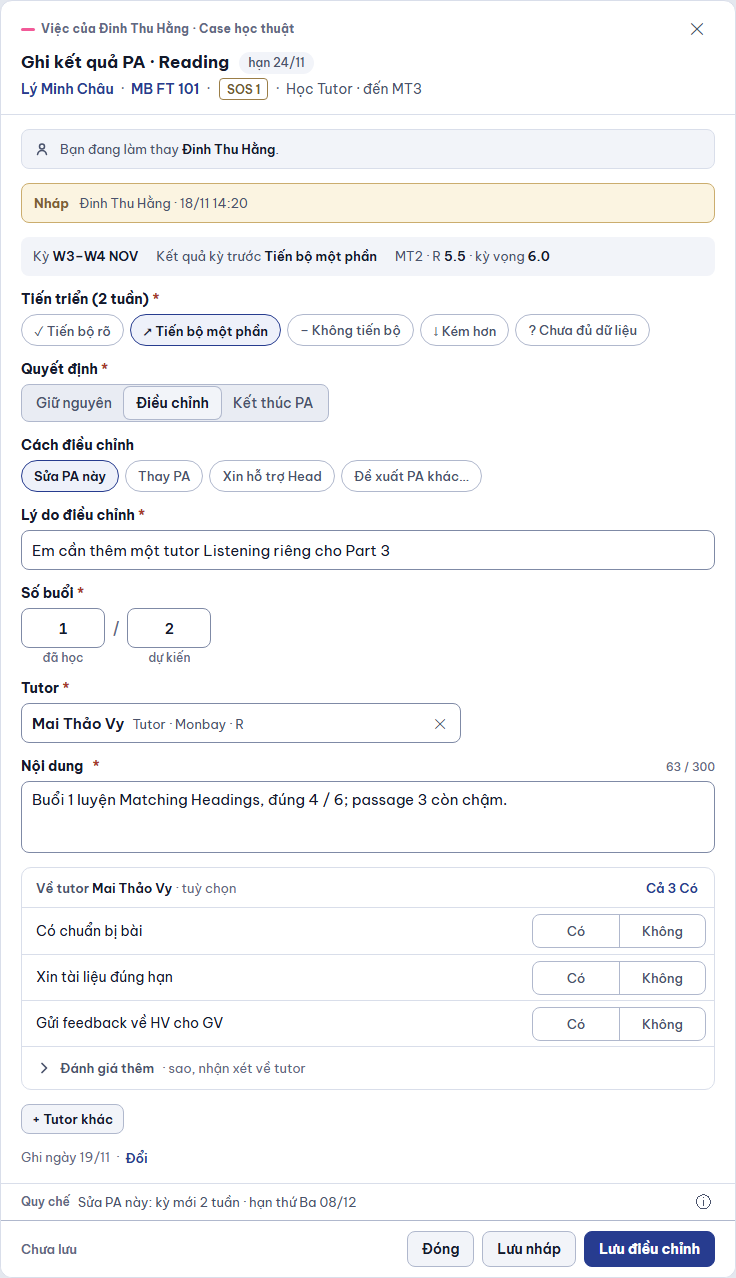 Việc của Đinh Thu Hằng · Case học thuật
Ghi kết quả PA · Reading hạn 24/11
Lý Minh Châu · MB FT 101 · SOS 1 · Học Tutor · đến MT3
Bạn đang làm thay Đinh Thu Hằng.
Nháp Đinh Thu Hằng · 18/11 14:20
Kỳ W3–W4 NOV Kết quả kỳ trước Tiến bộ một phần MT2 · R 5.5 · kỳ vọng 6.0
Tiến triển (2 tuần) *
✓ Tiến bộ rõ ↗ Tiến bộ một phần – Không tiến bộ ↓ Kém hơn ? Chưa đủ dữ liệu
Quyết định *
Giữ nguyên Điều chỉnh Kết thúc PA
Cách điều chỉnh
Sửa PA này Thay PA Xin hỗ trợ Head Đề xuất PA khác...
Lý do điều chỉnh *
Em cần thêm một tutor Listening riêng cho Part 3
Số buổi *
1 / 2
đã học dự kiến
Tutor *
Mai Thảo Vy Tutor · Monbay · R
Nội dung * 63 / 300
Buổi 1 luyện Matching Headings, đúng 4 / 6; passage 3 còn chậm.
Về tutor Mai Thảo Vy · tuỳ chọn Cả 3 Có
Có chuẩn bị bài Có Không
Xin tài liệu đúng hạn Có Không
Gửi feedback về HV cho GV Có Không
Đánh giá thêm · sao, nhận xét về tutor
+ Tutor khác
Ghi ngày 19/11 · Đổi
Quy chế Sửa PA này: kỳ mới 2 tuần · hạn thứ Ba 08/12
Chưa lưu Đóng Lưu nháp Lưu điều chỉnh